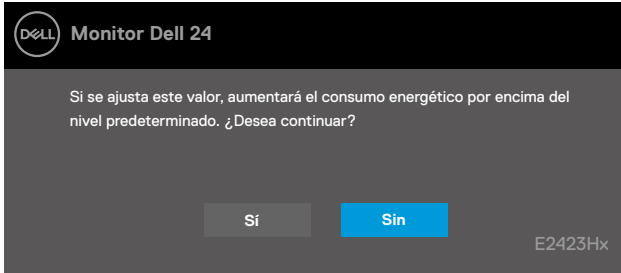 DELL Monitor Dell 24
Si se ajusta este valor, aumentará el consumo energético por encima del
nivel predeterminado. ¿Desea continuar?
Sí Sin
E2423Hx